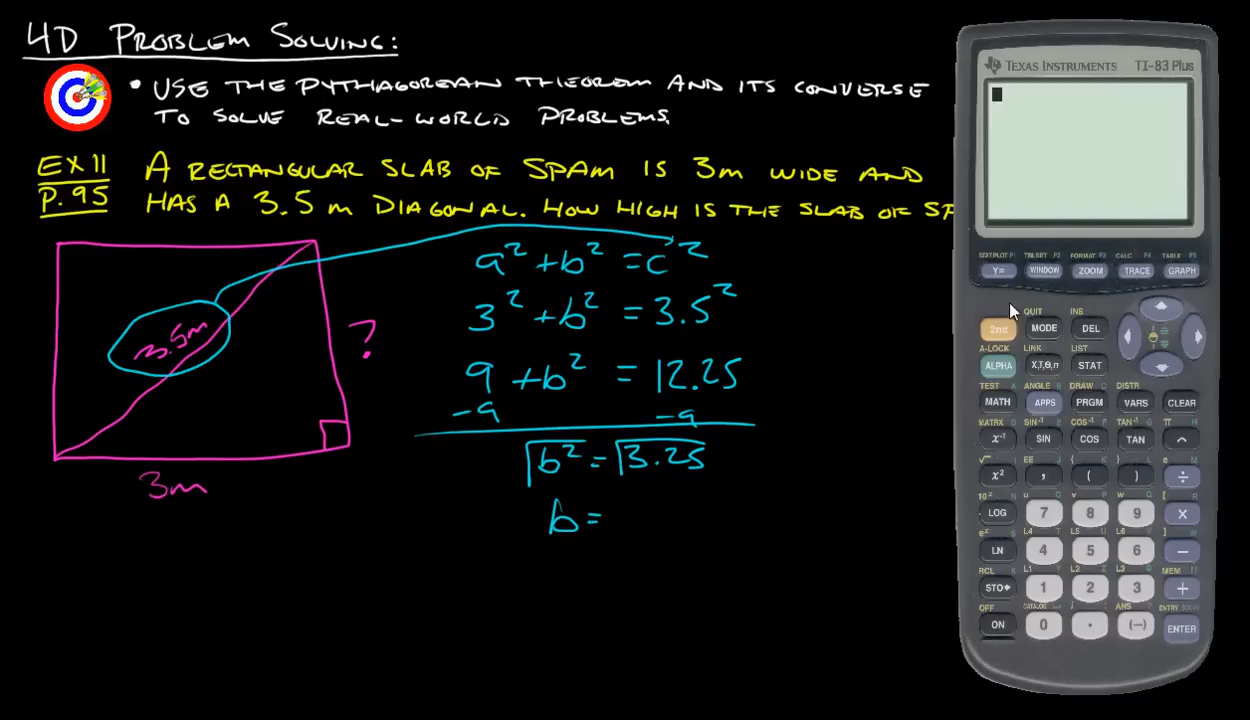 4D PROBLEM SOLVING:
• USE THE PYTHAGOREAN THEOREM AND ITS CONVERSE
TO SOLVE REAL-WORLD PROBLEMS.
EX 11 A RECTANGULAR SLAB OF SPAM IS 3m WIDE AND
P. 95 HAS A 3.5 m DIAGONAL. HOW HIGH IS THE SLAB OF
3.5m
?
3m
a² + b² = c²
3² + b² = 3.5²
9 + b² = 12.25
-9 -9
√b² = √3.25
b =
TEXAS INSTRUMENTS TI-83 Plus
STAT PLOT F1 TBLSET F2 FORMAT F3 CALC F4 TABLE F5
Y= WINDOW ZOOM TRACE GRAPH
QUIT INS
2nd MODE DEL
A-LOCK LINK LIST
ALPHA X,T,Θ,n STAT
TEST A ANGLE B DRAW C DISTR
MATH APPS PRGM VARS CLEAR
MATRX D SIN⁻¹ E COS⁻¹ F TAN⁻¹ G π H
x⁻¹ SIN COS TAN ^
√ I EE J { K } L e M
x² , ( ) ÷
10ˣ N u O v P w Q [ R
LOG 7 8 9 ×
eˣ S L4 T L5 U L6 V ] W
LN 4 5 6 −
RCL X L1 Y L2 Z L3 θ MEM "
STO▸ 1 2 3 +
OFF CATALOG i : ANS ? ENTRY SOLVE
ON 0 . (−) ENTER